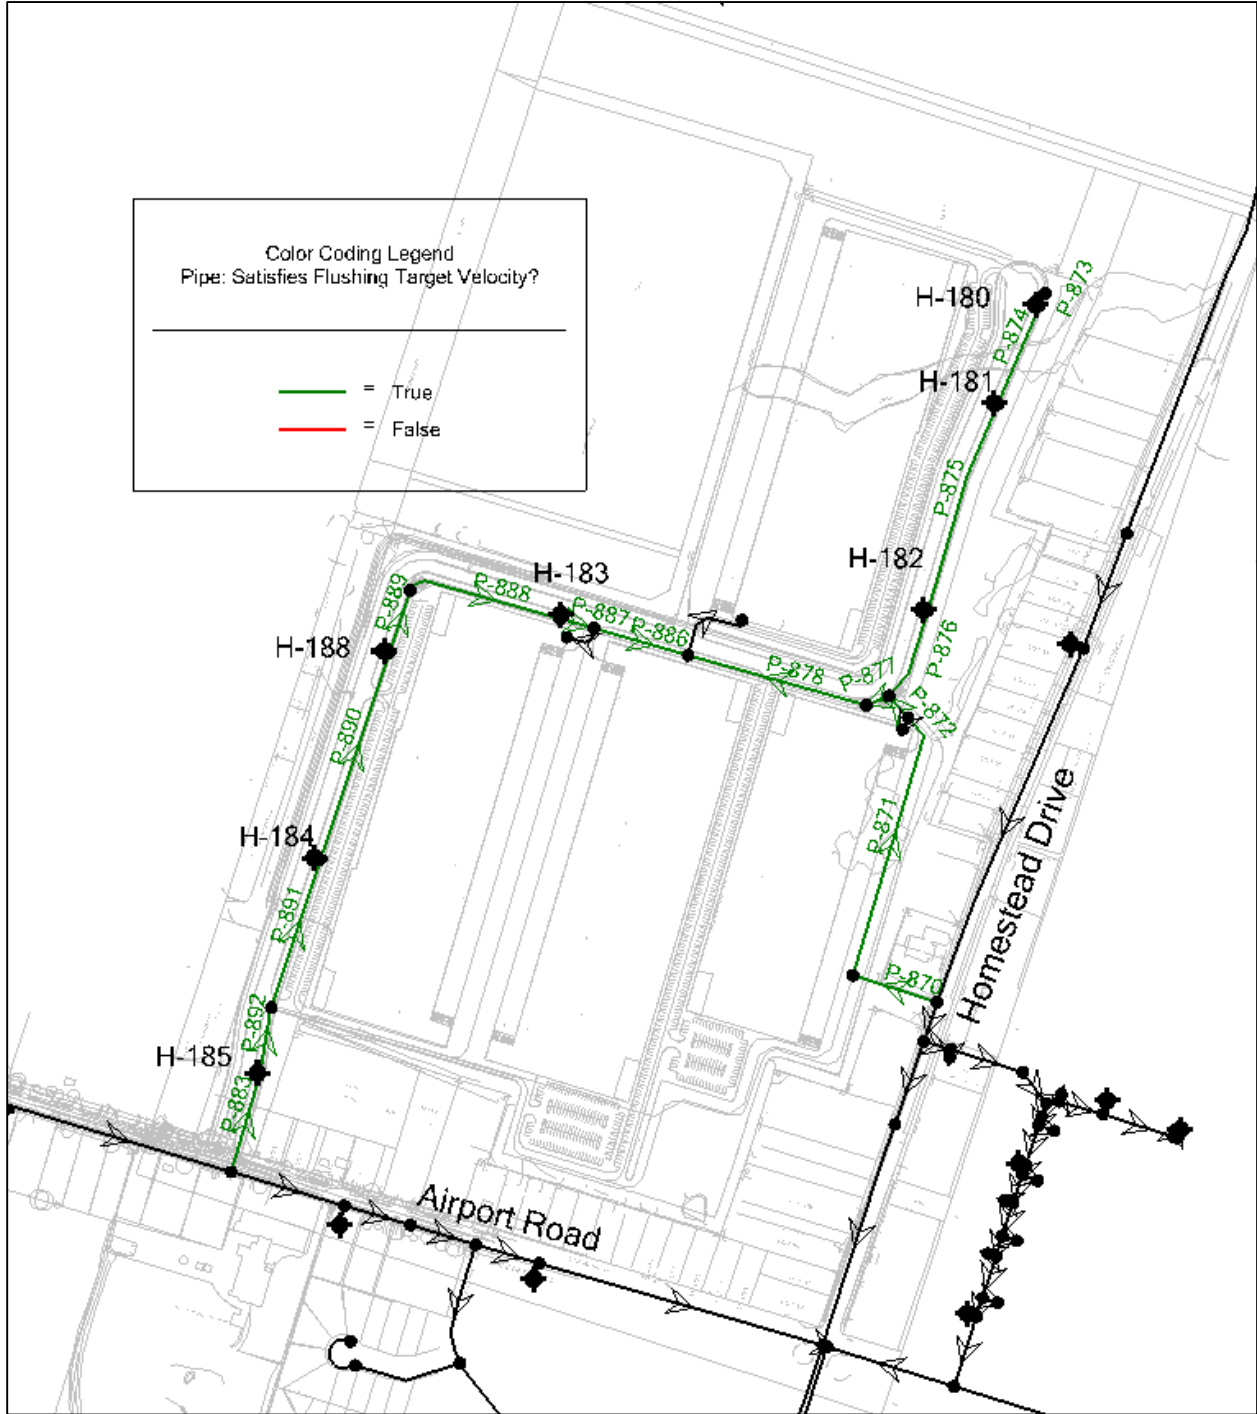 Color Coding Legend
Pipe: Satisfies Flushing Target Velocity?
= True
= False
H-180
P-873
P-874
H-181
P-875
H-182
P-876
H-183
P-889
P-888
P-887
P-886
H-188
P-878
P-877
P-872
P-890
P-871
H-184
P-891
P-870
Homestead Drive
P-892
H-185
P-883
Airport Road